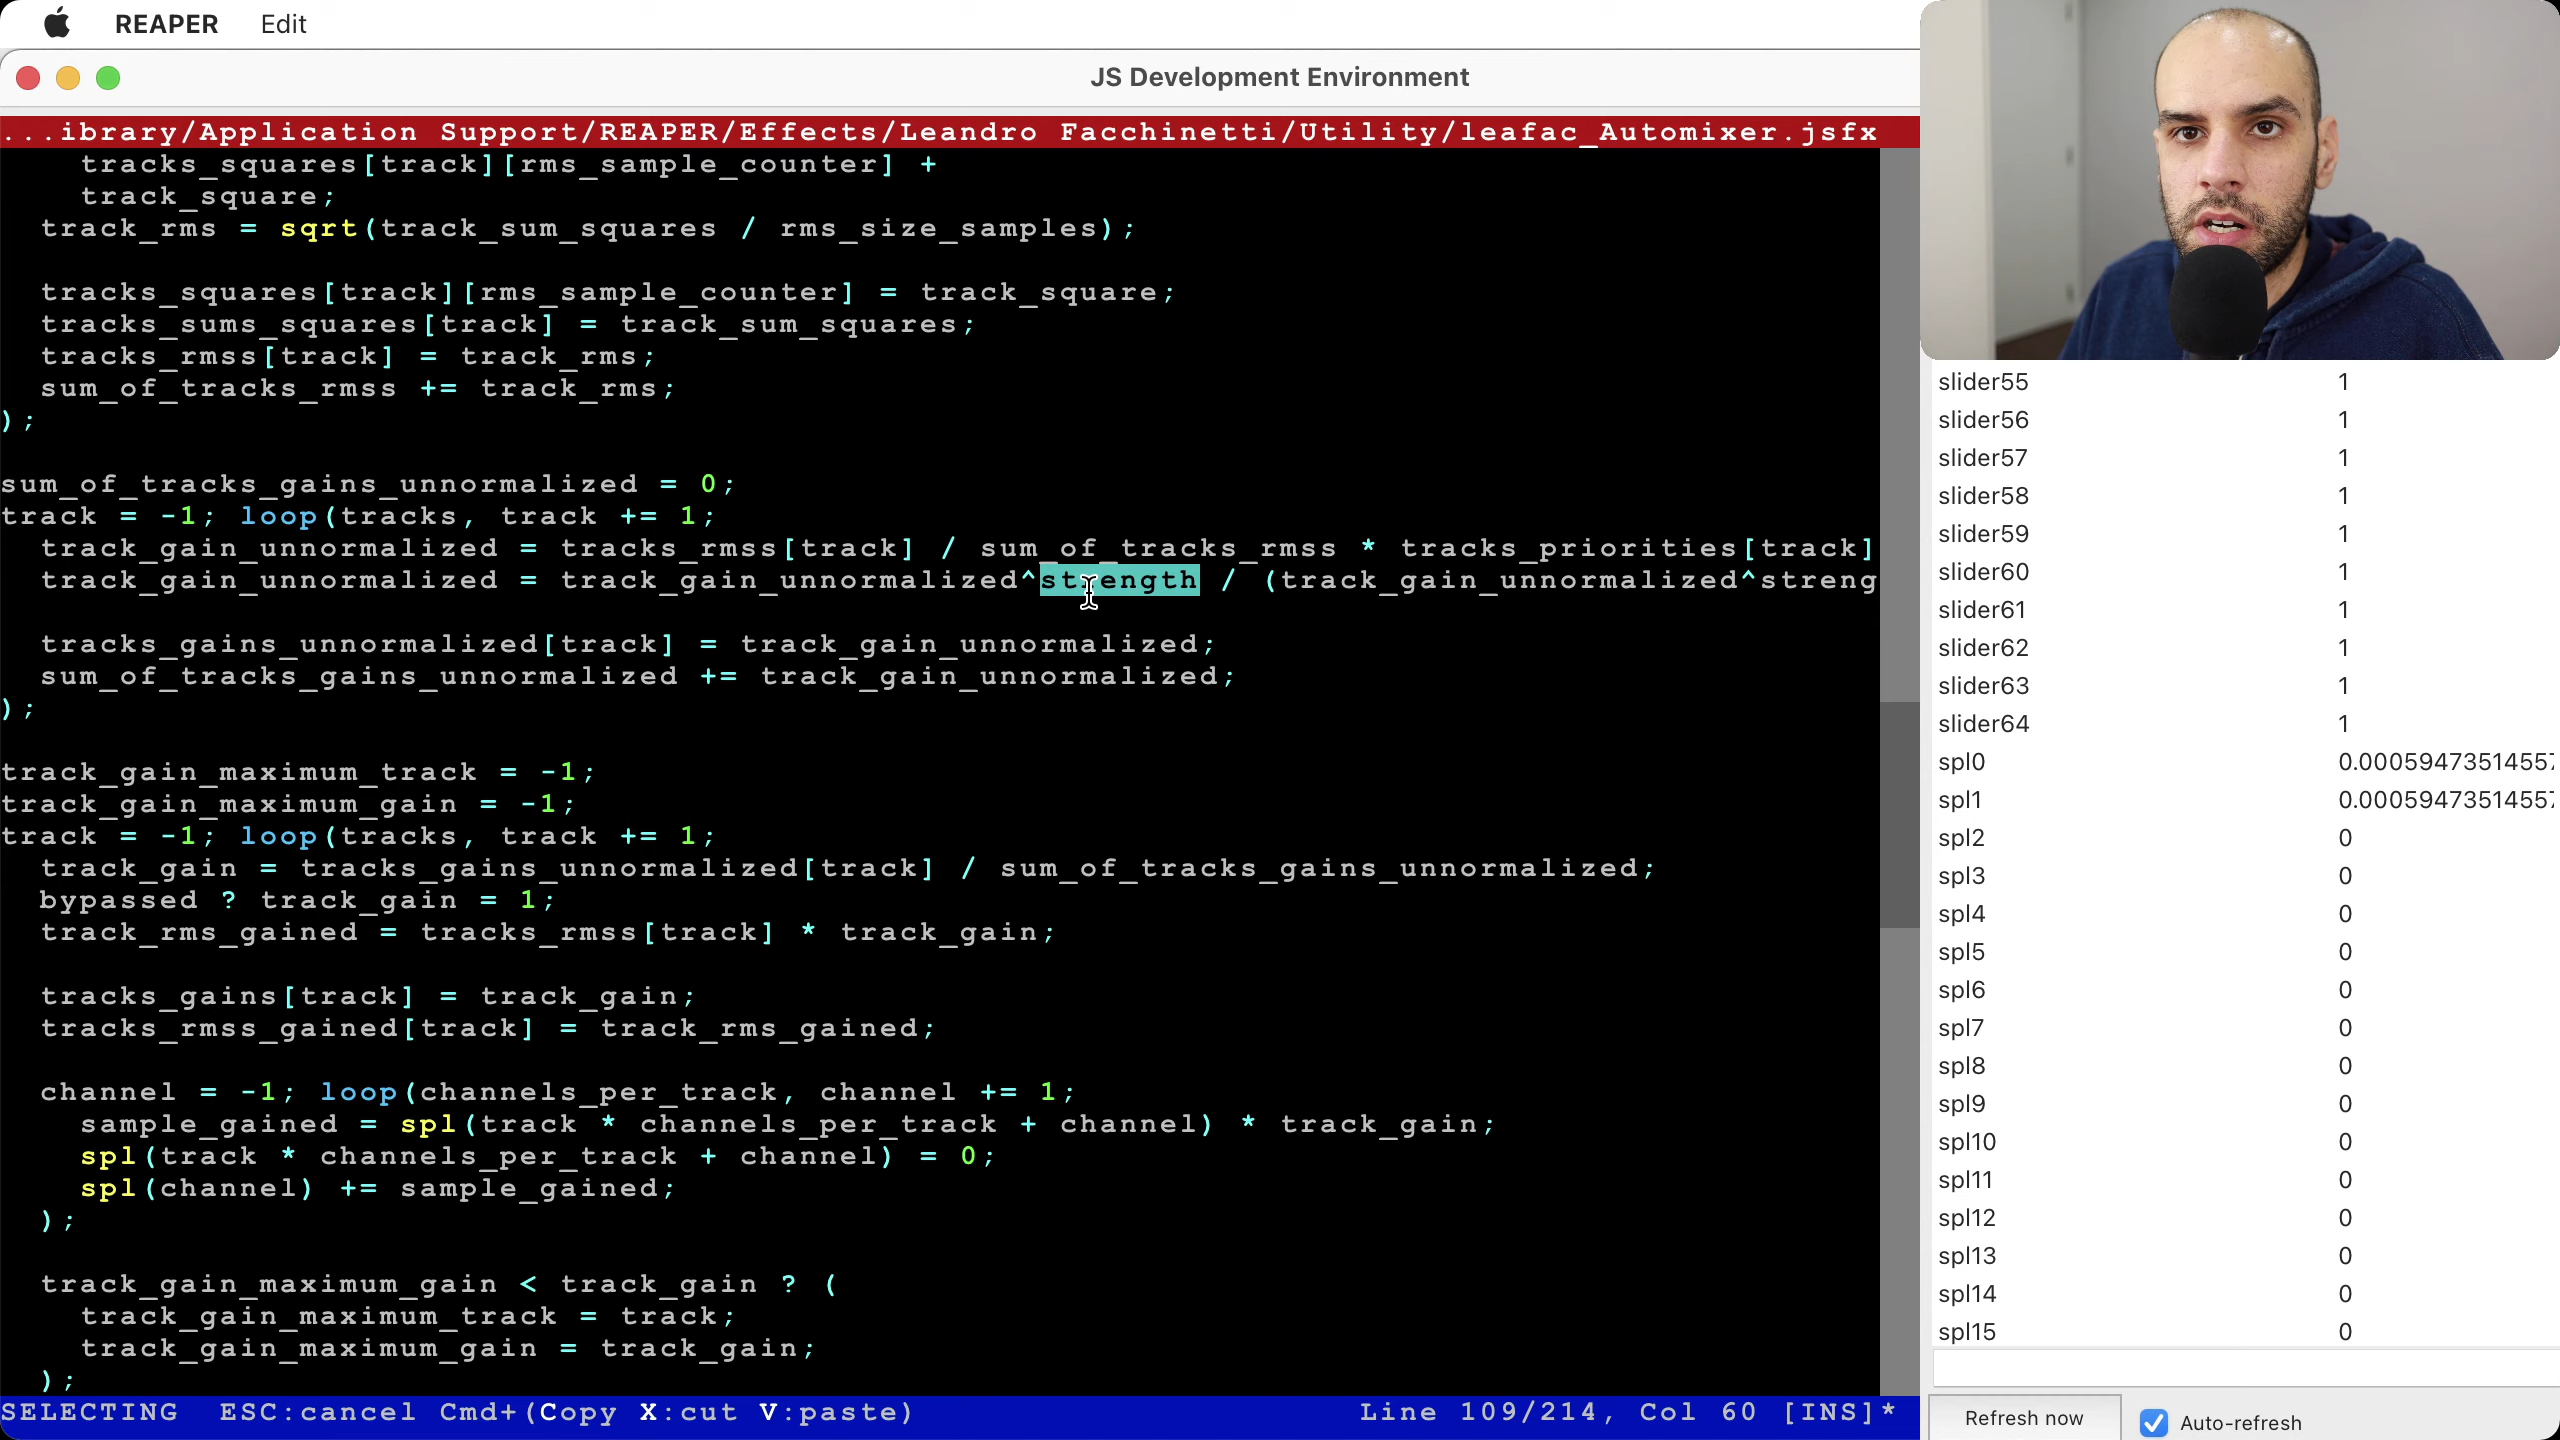 REAPER Edit
JS Development Environment
...ibrary/Application Support/REAPER/Effects/Leandro Facchinetti/Utility/leafac_Automixer.jsfx
tracks_squares[track][rms_sample_counter] +
track_square;
track_rms = sqrt(track_sum_squares / rms_size_samples);
tracks_squares[track][rms_sample_counter] = track_square;
tracks_sums_squares[track] = track_sum_squares;
tracks_rmss[track] = track_rms;
sum_of_tracks_rmss += track_rms;
);
sum_of_tracks_gains_unnormalized = 0;
track = -1; loop(tracks, track += 1;
track_gain_unnormalized = tracks_rmss[track] / sum_of_tracks_rmss * tracks_priorities[track]
track_gain_unnormalized = track_gain_unnormalized^strength / (track_gain_unnormalized^streng
tracks_gains_unnormalized[track] = track_gain_unnormalized;
sum_of_tracks_gains_unnormalized += track_gain_unnormalized;
);
track_gain_maximum_track = -1;
track_gain_maximum_gain = -1;
track = -1; loop(tracks, track += 1;
track_gain = tracks_gains_unnormalized[track] / sum_of_tracks_gains_unnormalized;
bypassed ? track_gain = 1;
track_rms_gained = tracks_rmss[track] * track_gain;
tracks_gains[track] = track_gain;
tracks_rmss_gained[track] = track_rms_gained;
channel = -1; loop(channels_per_track, channel += 1;
sample_gained = spl(track * channels_per_track + channel) * track_gain;
spl(track * channels_per_track + channel) = 0;
spl(channel) += sample_gained;
);
track_gain_maximum_gain < track_gain ? (
track_gain_maximum_track = track;
track_gain_maximum_gain = track_gain;
);
SELECTING ESC:cancel Cmd+(Copy X:cut V:paste) Line 109/214, Col 60 [INS]*
slider55 1
slider56 1
slider57 1
slider58 1
slider59 1
slider60 1
slider61 1
slider62 1
slider63 1
slider64 1
spl0 0.00059473514557
spl1 0.00059473514557
spl2 0
spl3 0
spl4 0
spl5 0
spl6 0
spl7 0
spl8 0
spl9 0
spl10 0
spl11 0
spl12 0
spl13 0
spl14 0
spl15 0
Refresh now Auto-refresh